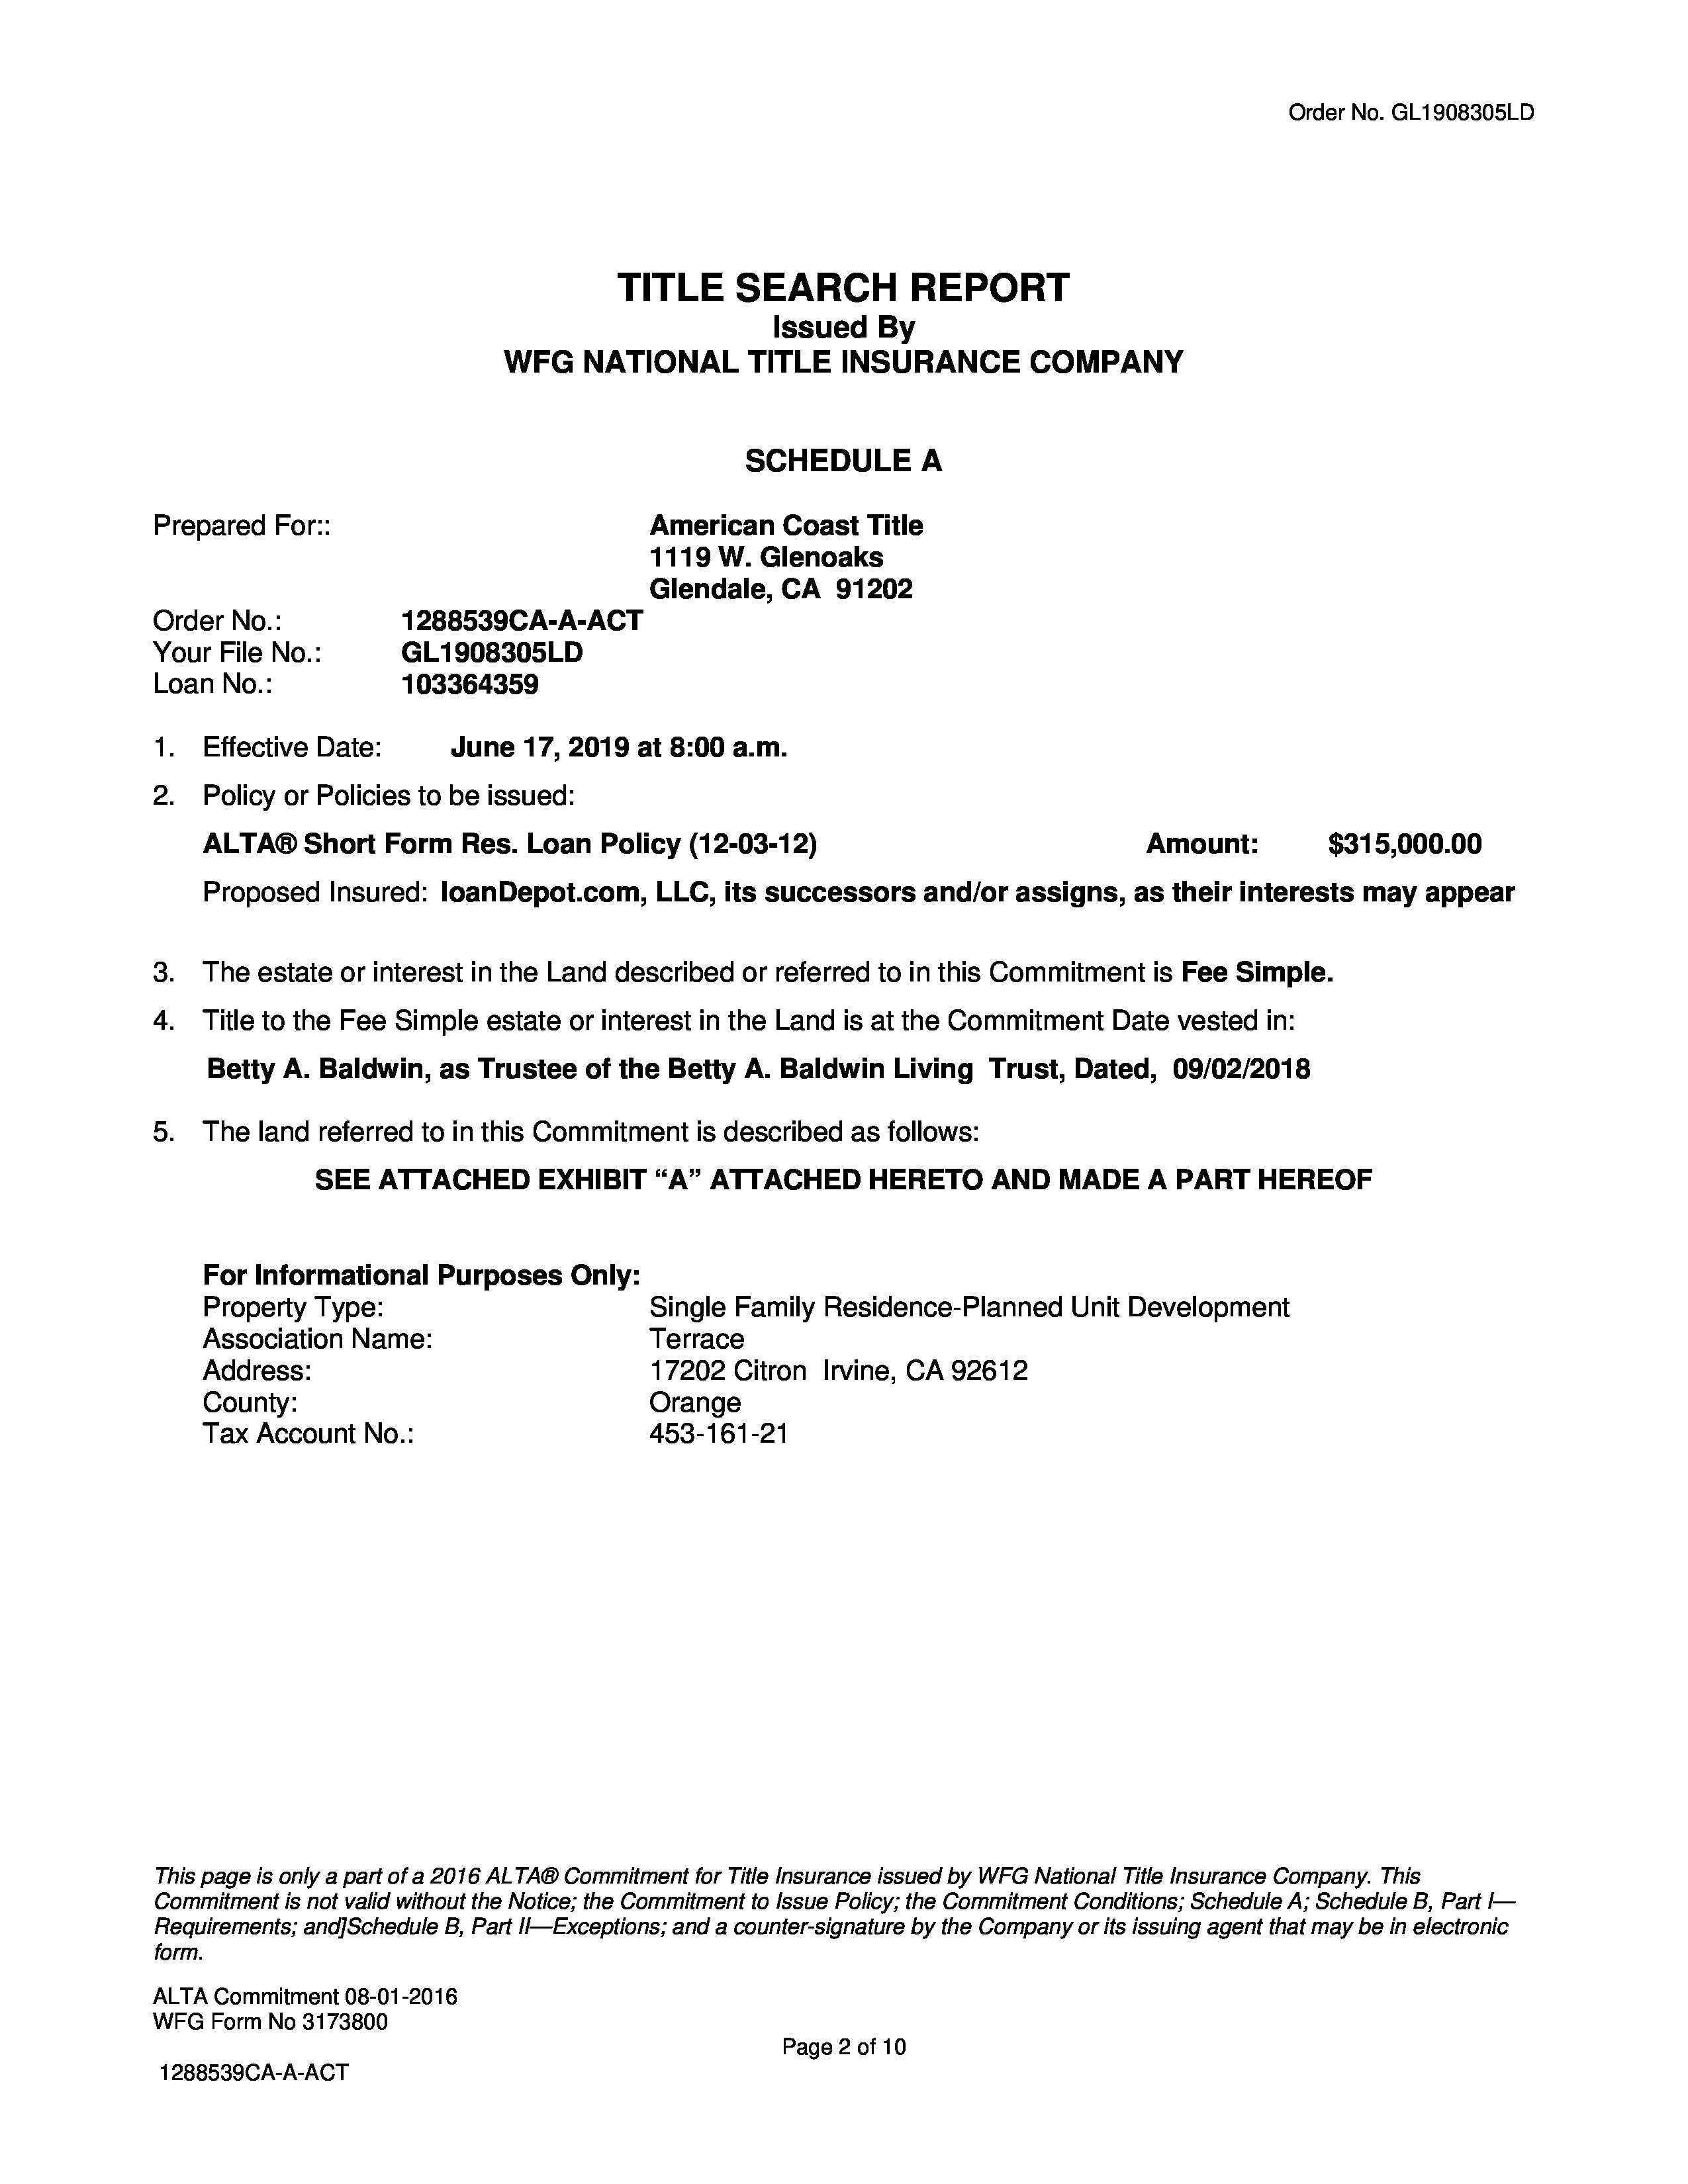 Order No. GL1908305LD
TITLE SEARCH REPORT
Issued By
WFG NATIONAL TITLE INSURANCE COMPANY
SCHEDULE A
Prepared For:: American Coast Title
1119 W. Glenoaks
Glendale, CA 91202
Order No.: 1288539CA-A-ACT
Your File No.: GL1908305LD
Loan No.: 103364359
1. Effective Date: June 17, 2019 at 8:00 a.m.
2. Policy or Policies to be issued:
ALTA® Short Form Res. Loan Policy (12-03-12) Amount: $315,000.00
Proposed Insured: loanDepot.com, LLC, its successors and/or assigns, as their interests may appear
3. The estate or interest in the Land described or referred to in this Commitment is Fee Simple.
4. Title to the Fee Simple estate or interest in the Land is at the Commitment Date vested in:
Betty A. Baldwin, as Trustee of the Betty A. Baldwin Living Trust, Dated, 09/02/2018
5. The land referred to in this Commitment is described as follows:
SEE ATTACHED EXHIBIT “A” ATTACHED HERETO AND MADE A PART HEREOF
For Informational Purposes Only:
Property Type: Single Family Residence-Planned Unit Development
Association Name: Terrace
Address: 17202 Citron Irvine, CA 92612
County: Orange
Tax Account No.: 453-161-21
This page is only a part of a 2016 ALTA® Commitment for Title Insurance issued by WFG National Title Insurance Company. This
Commitment is not valid without the Notice; the Commitment to Issue Policy; the Commitment Conditions; Schedule A; Schedule B, Part I—
Requirements; and]Schedule B, Part II—Exceptions; and a counter-signature by the Company or its issuing agent that may be in electronic
form.
ALTA Commitment 08-01-2016
WFG Form No 3173800
Page 2 of 10
1288539CA-A-ACT